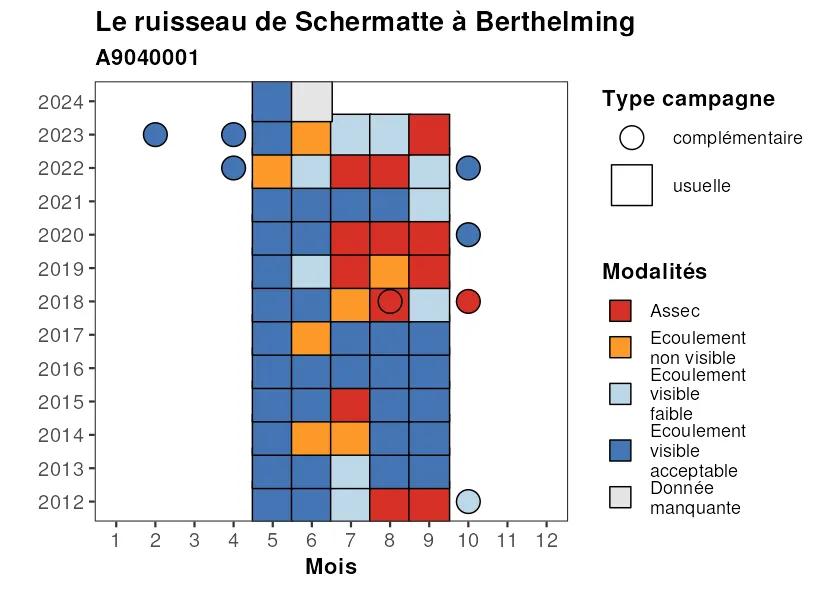 Le ruisseau de Schermatte à Berthelming
A9040001
2024
2023
2022
2021
2020
2019
2018
2017
2016
2015
2014
2013
2012
1 2 3 4 5 6 7 8 9 10 11 12
Mois
Type campagne
complémentaire
usuelle
Modalités
Assec
Ecoulement
non visible
Ecoulement
visible
faible
Ecoulement
visible
acceptable
Donnée
manquante